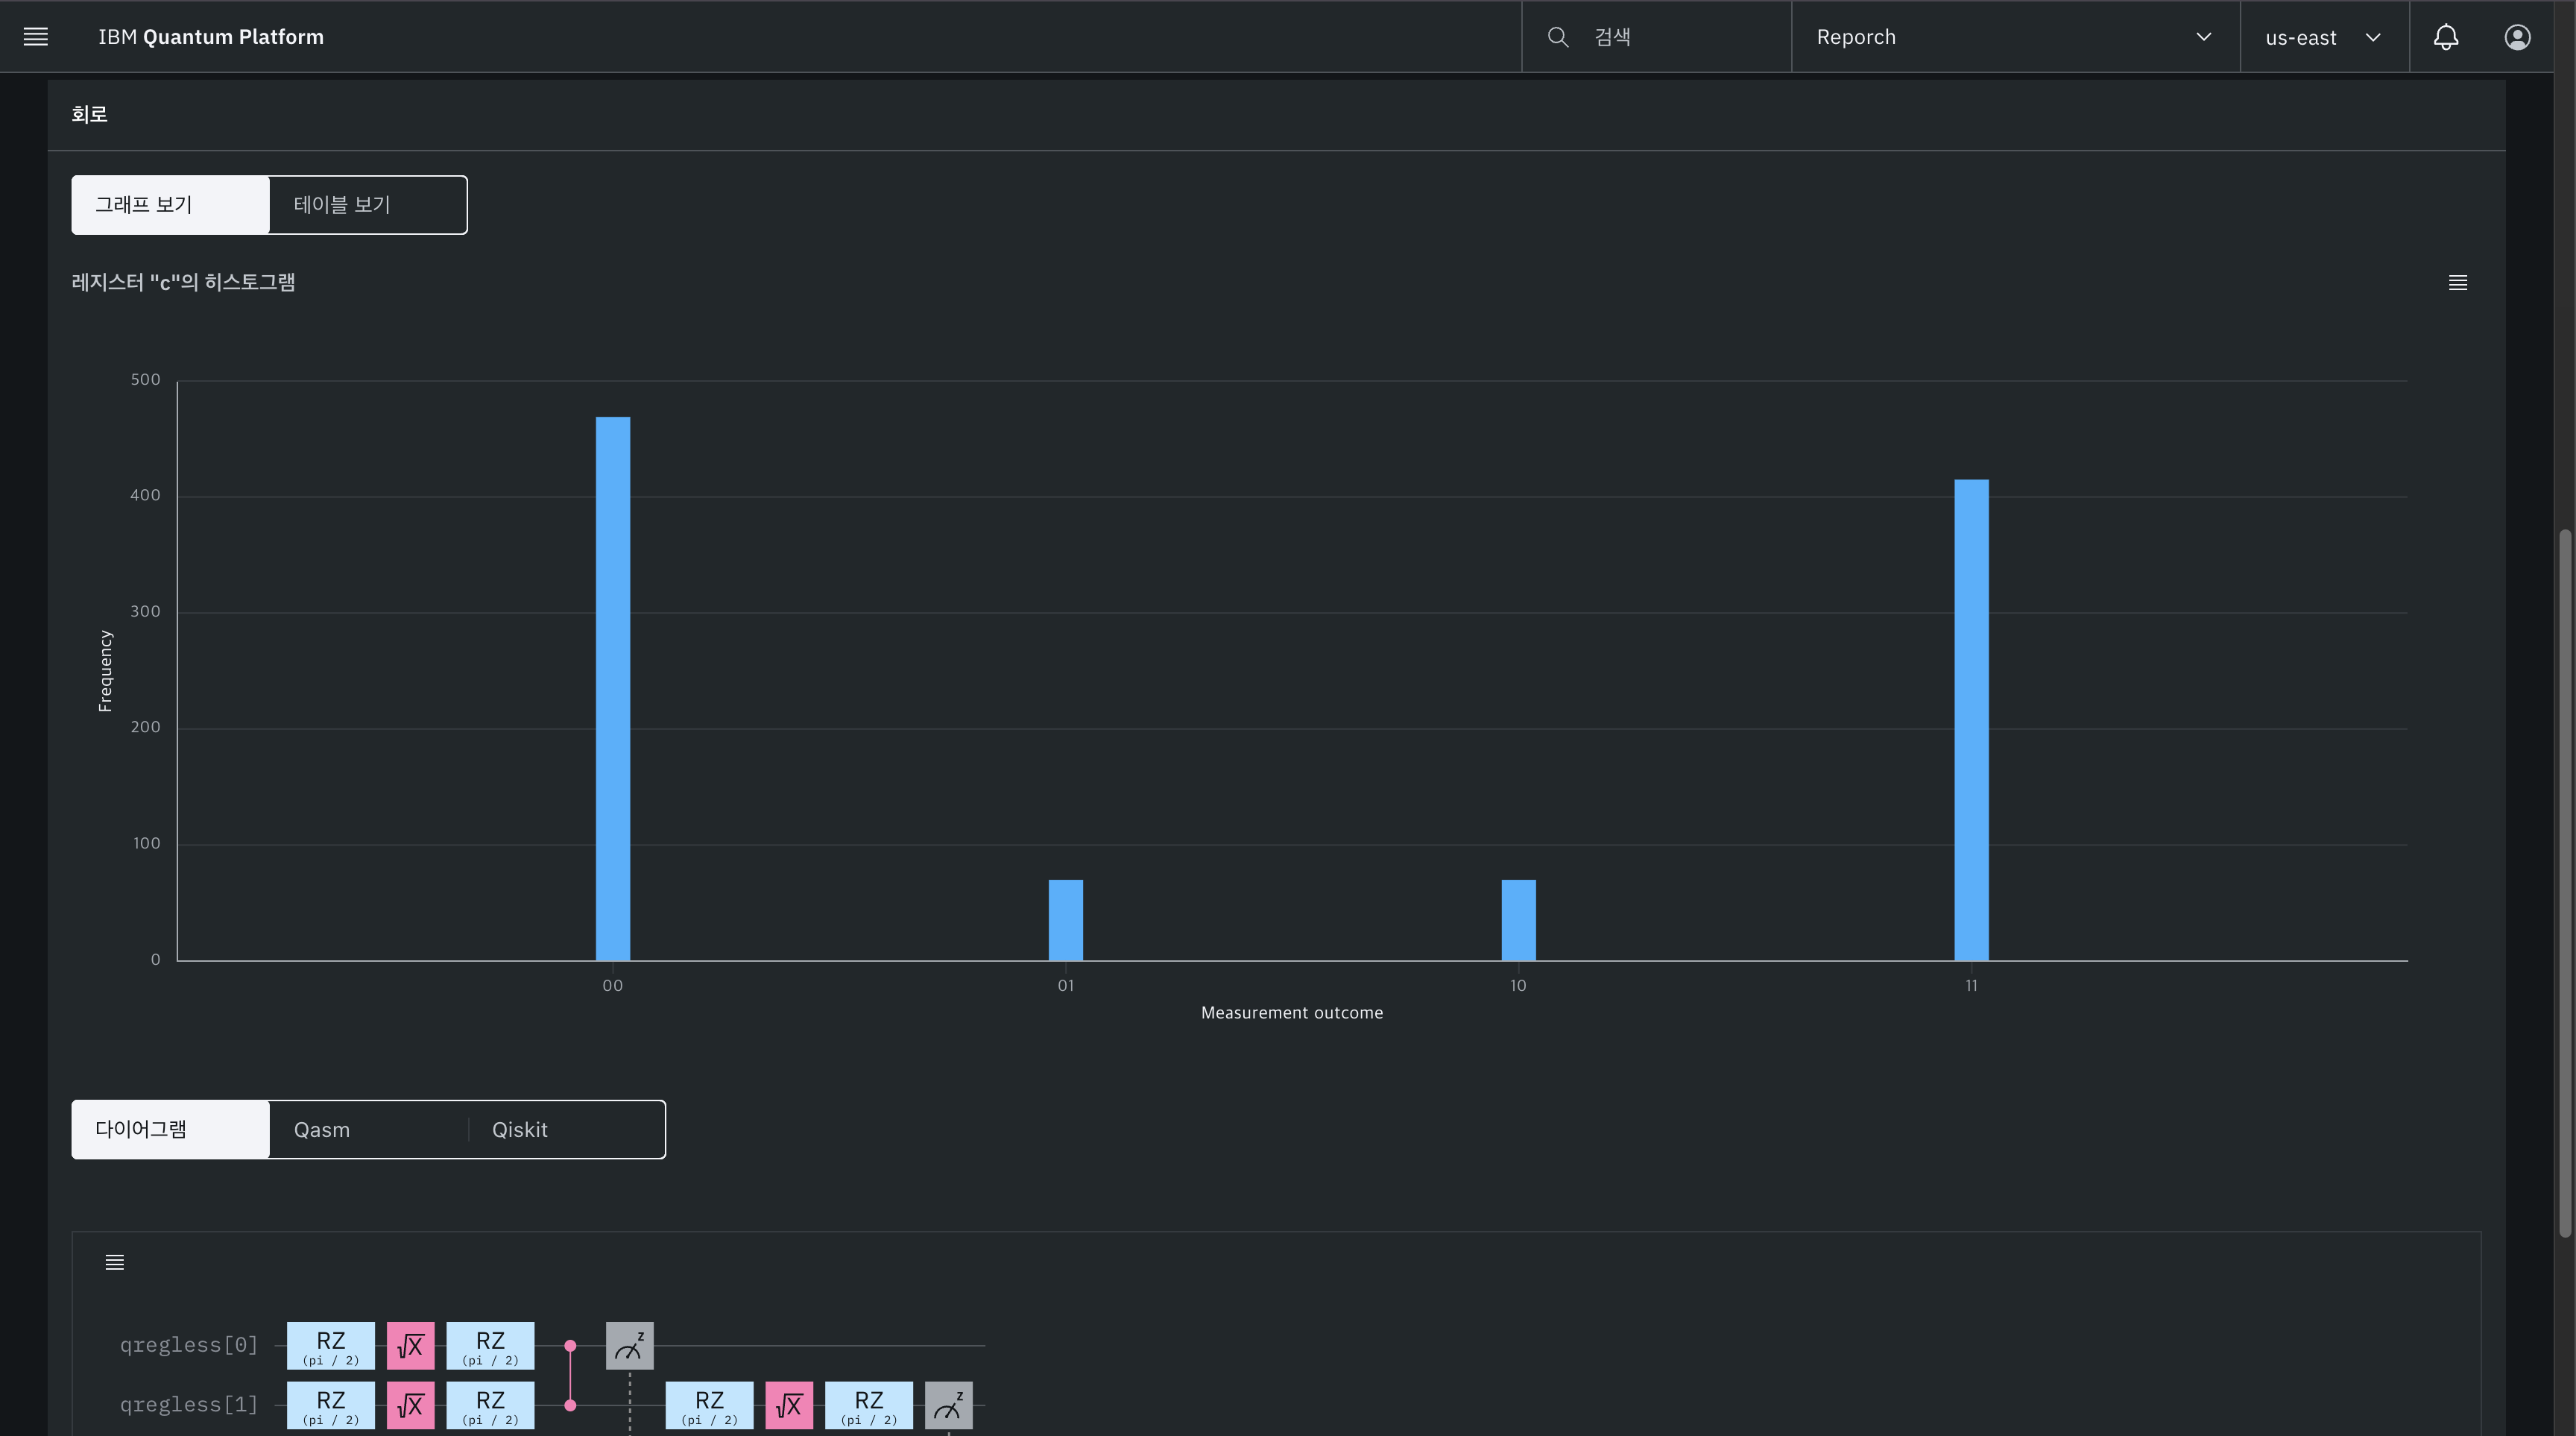 IBM Quantum Platform
검색
Reporch
us-east
회로
그래프 보기
테이블 보기
레지스터 "c"의 히스토그램
500
400
300
200
100
0
Frequency
00
01
10
11
Measurement outcome
다이어그램
Qasm
Qiskit
qregless[0]
RZ
(pi / 2)
√X
RZ
(pi / 2)
z
qregless[1]
RZ
(pi / 2)
√X
RZ
(pi / 2)
RZ
(pi / 2)
√X
RZ
(pi / 2)
z